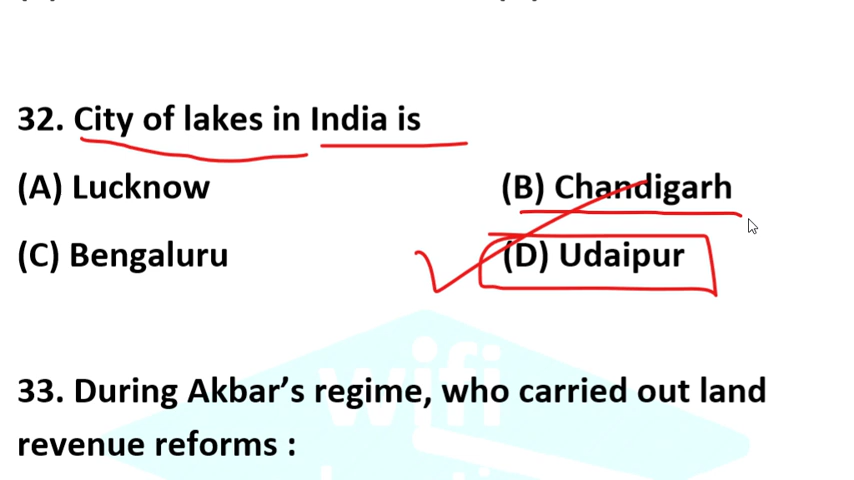 32. City of lakes in India is
(A) Lucknow (B) Chandigarh
(C) Bengaluru (D) Udaipur
wifi
33. During Akbar's regime, who carried out land
revenue reforms :